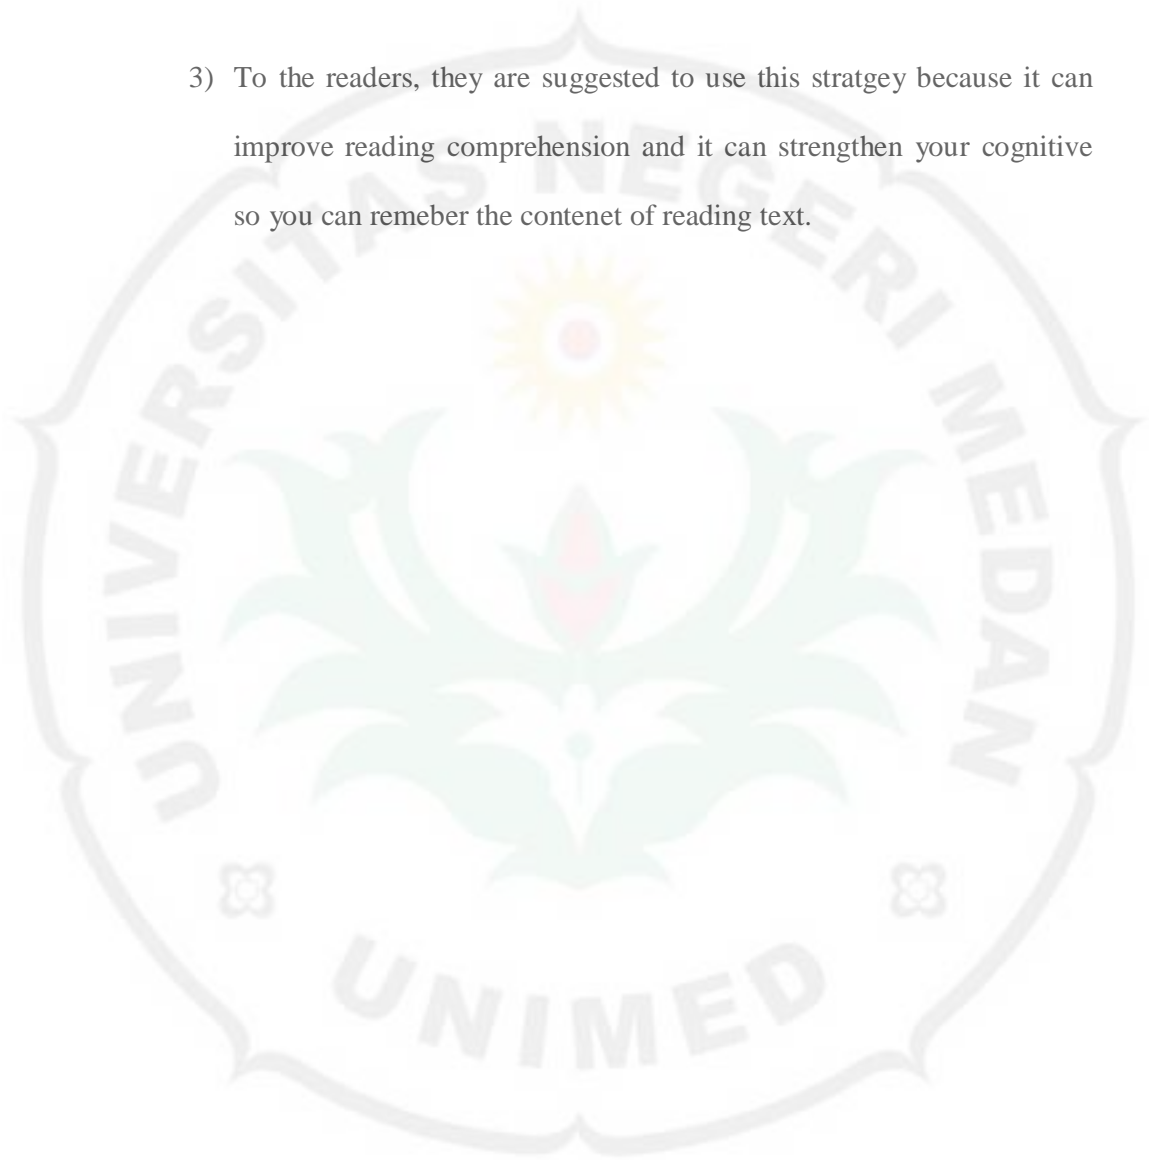 3) To the readers, they are suggested to use this stratgey because it can
improve reading comprehension and it can strengthen your cognitive
so you can remeber the contenet of reading text.
UNIVERSITAS NEGERI MEDAN
UNIMED